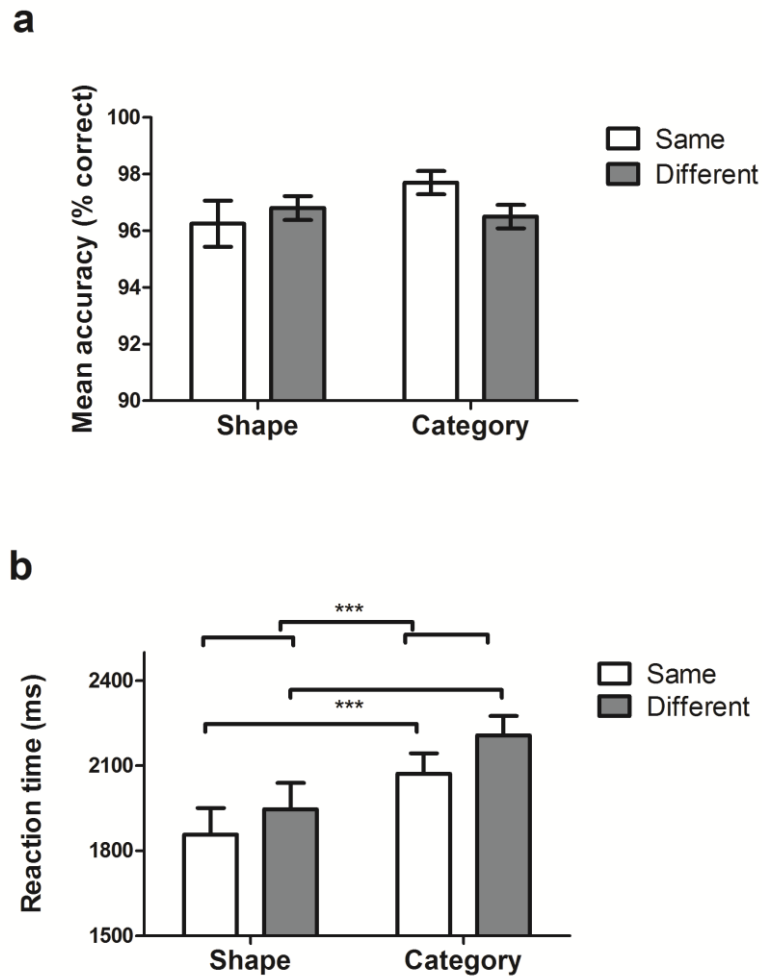 a
Mean accuracy (% correct)
100
98
96
94
92
90
Shape
Category
Same
Different
b
Reaction time (ms)
2400
2100
1800
1500
***
***
Shape
Category
Same
Different